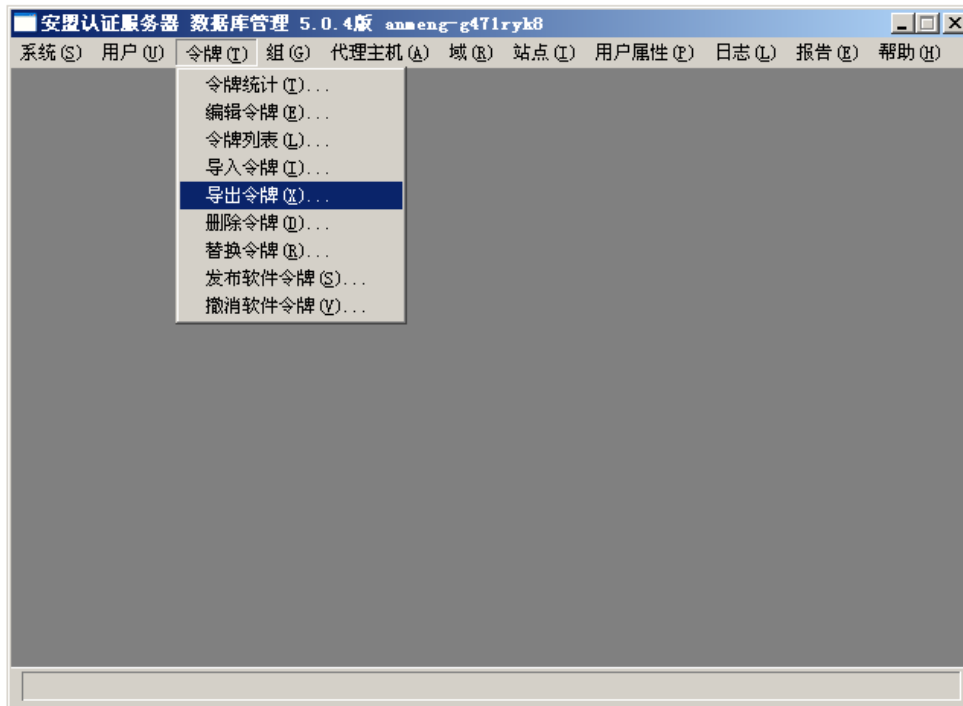 安盟认证服务器 数据库管理 5.0.4版 anmeng-g471ryk8
系统(S) 用户(U) 令牌(T) 组(G) 代理主机(A) 域(R) 站点(I) 用户属性(P) 日志(L) 报告(E) 帮助(H)
令牌统计(T)...
编辑令牌(E)...
令牌列表(L)...
导入令牌(I)...
导出令牌(X)...
删除令牌(D)...
替换令牌(R)...
发布软件令牌(S)...
撤消软件令牌(V)...